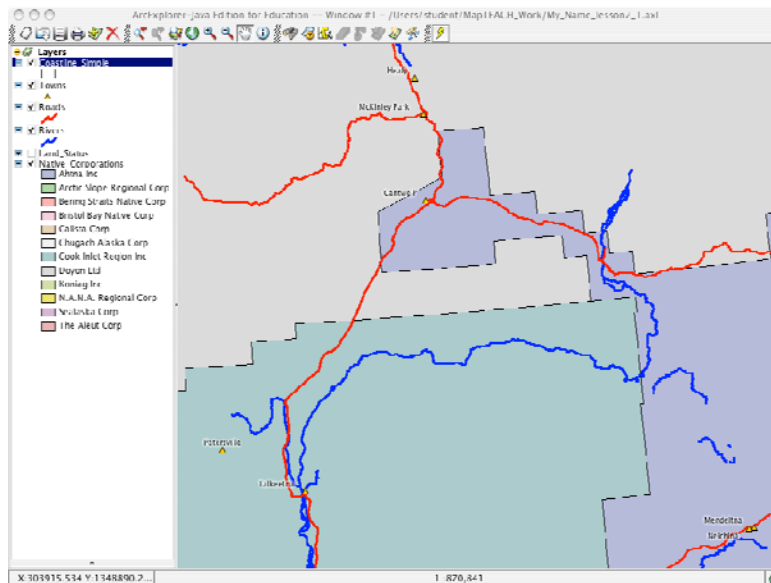 ArcExplorer-Java Edition for Education -- Window #1 - /Users/student/MapTEACH_Work/My_Name_lesson2_1.axl
Layers
Coastline_Simple
Towns
Roads
Rivers
Land_Status
Native_Corporations
Ahtna Inc
Arctic Slope Regional Corp
Bering Straits Native Corp
Bristol Bay Native Corp
Calista Corp
Chugach Alaska Corp
Cook Inlet Region Inc
Doyon Ltd
Koniag Inc
N.A.N.A. Regional Corp
Sealaska Corp
The Aleut Corp
Healy
McKinley Park
Cantwell
Petersville
Talkeetna
Mendeltna
Nelchina
X:303915.534 Y:1348890.2...
1: 870,841